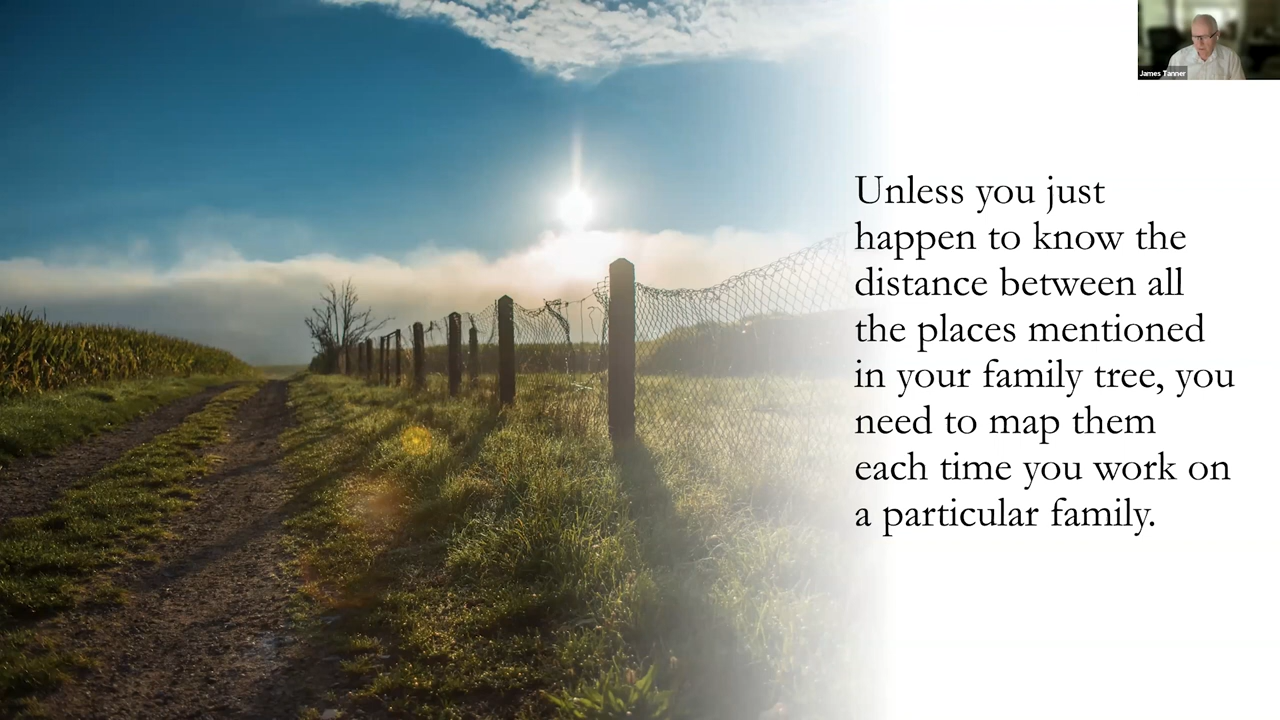 James Tanner
Unless you just
happen to know the
distance between all
the places mentioned
in your family tree, you
need to map them
each time you work on
a particular family.